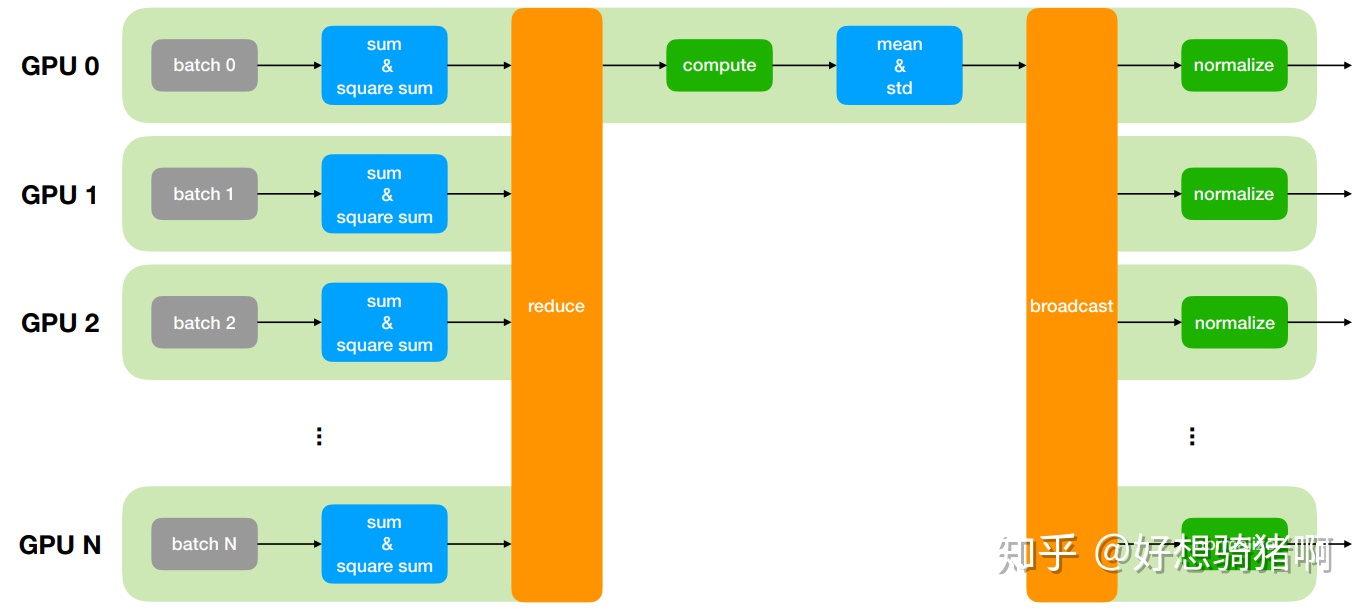 GPU 0
batch 0
sum
&
square sum
compute
mean
&
std
normalize
GPU 1
batch 1
sum
&
square sum
normalize
GPU 2
batch 2
sum
&
square sum
reduce
broadcast
normalize
⋮
⋮
GPU N
batch N
sum
&
square sum
normalize
知乎 @好想骑猪啊